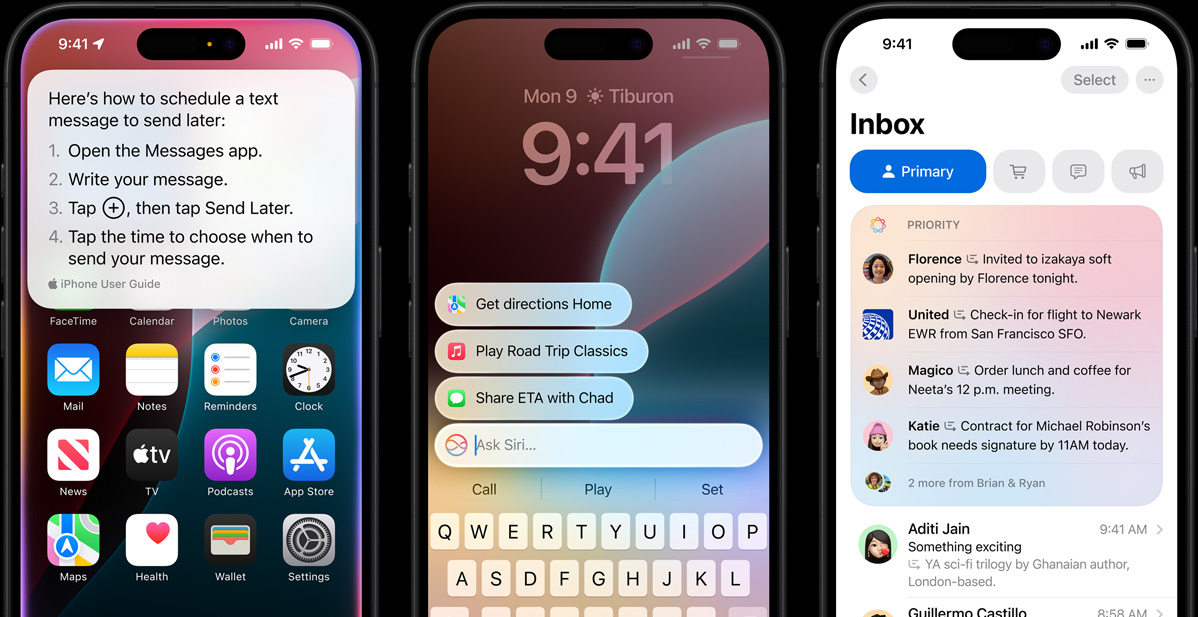 9:41
Here's how to schedule a text
message to send later:
1. Open the Messages app.
2. Write your message.
3. Tap +, then tap Send Later.
4. Tap the time to choose when to
send your message.
iPhone User Guide
FaceTime Calendar Photos Camera
Mail Notes Reminders Clock
News TV Podcasts App Store
Maps Health Wallet Settings
Mon 9 Tiburon
9:41
Get directions Home
Play Road Trip Classics
Share ETA with Chad
Ask Siri...
Call Play Set
Q W E R T Y U I O P
A S D F G H J K L
9:41
Select ...
Inbox
Primary
PRIORITY
Florence Invited to izakaya soft
opening by Florence tonight.
United Check-in for flight to Newark
EWR from San Francisco SFO.
Magico Order lunch and coffee for
Neeta's 12 p.m. meeting.
Katie Contract for Michael Robinson's
book needs signature by 11AM today.
2 more from Brian & Ryan
Aditi Jain 9:41 AM
Something exciting
YA sci-fi trilogy by Ghanaian author,
London-based.
Guillermo Castillo 8:58 AM